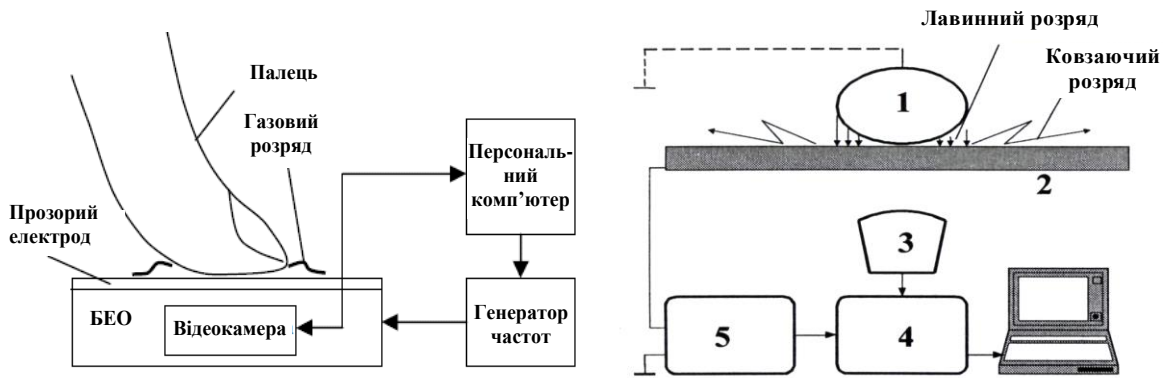 Палець
Газовий
розряд
Прозорий
електрод
БЕО
Відеокамера
Персональ-
ний
комп’ютер
Генератор
частот
Лавинний розряд
Ковзаючий
розряд
1
2
3
5
4